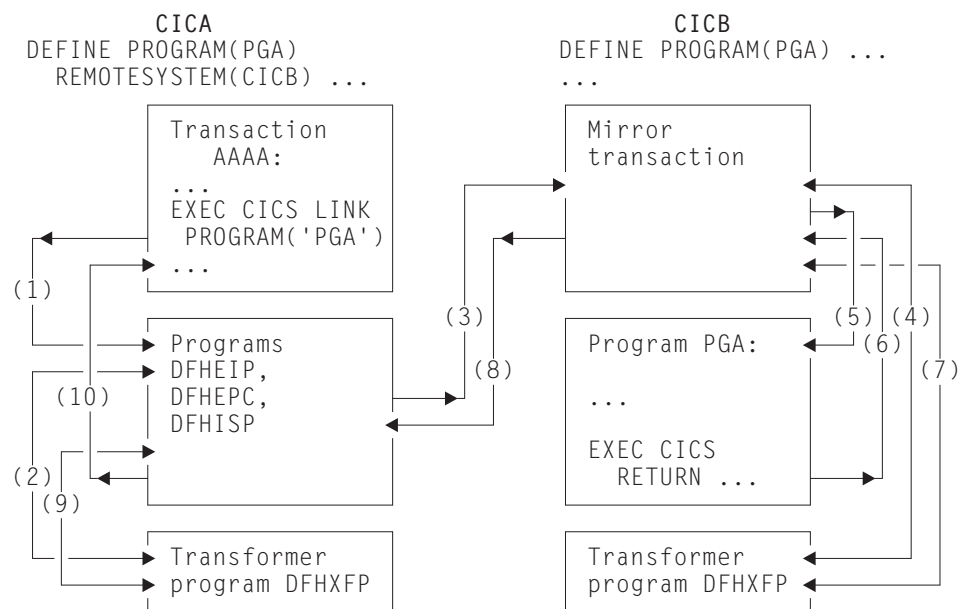 CICA
DEFINE PROGRAM(PGA)
REMOTESYSTEM(CICB) ...
CICB
DEFINE PROGRAM(PGA) ...
...
Transaction
AAAA:
...
EXEC CICS LINK
PROGRAM('PGA')
...
Mirror
transaction
(1)
(3)
(8)
(5)
(4)
(6)
(7)
Programs
DFHEIP,
DFHEPC,
DFHISP
(10)
(2)
(9)
Program PGA:
...
EXEC CICS
RETURN ...
Transformer
program DFHXFP
Transformer
program DFHXFP